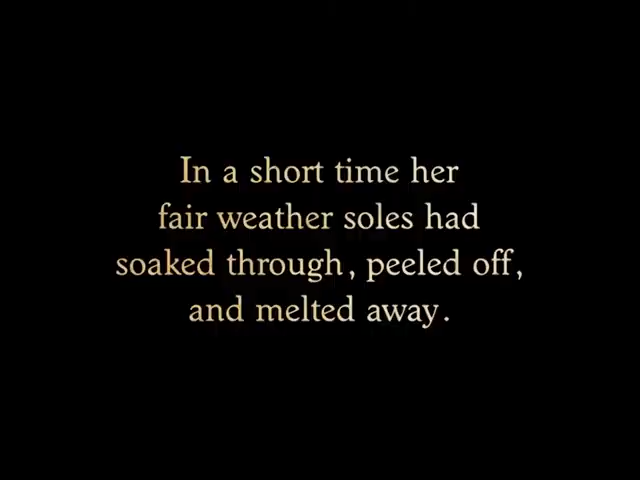 In a short time her
fair weather soles had
soaked through, peeled off,
and melted away.